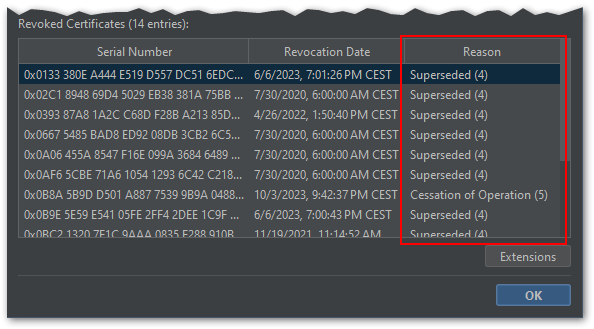 Revoked Certificates (14 entries):
Serial Number Revocation Date Reason
0x0133 380E A444 E519 D557 DC51 6EDC... 6/6/2023, 7:01:26 PM CEST Superseded (4)
0x02C1 8948 69D4 5029 EB38 381A 75BB ... 7/30/2020, 6:00:00 AM CEST Superseded (4)
0x0393 87A8 1A2C C68D F28B A213 85D... 4/26/2022, 1:50:40 PM CEST Superseded (4)
0x0667 5485 BAD8 ED92 08DB 3CB2 6C5... 7/30/2020, 6:00:00 AM CEST Superseded (4)
0x0A06 455A 8547 F16E 099A 3684 6489 ... 7/30/2020, 6:00:00 AM CEST Superseded (4)
0x0AF6 5CBE 71A6 1054 1293 6C42 C218... 7/30/2020, 6:00:00 AM CEST Superseded (4)
0x0B8A 5B9D D501 A887 7539 9B9A 0488... 10/3/2023, 9:42:37 PM CEST Cessation of Operation (5)
0x0B9E 5E59 E541 05FE 2FF4 2DEE 1C9F ... 6/6/2023, 7:00:43 PM CEST Superseded (4)
0x0BC2 1320 7F1C 9AAA 0835 F288 910B 11/19/2021, 11:14:52 AM Superseded (4)
Extensions
OK